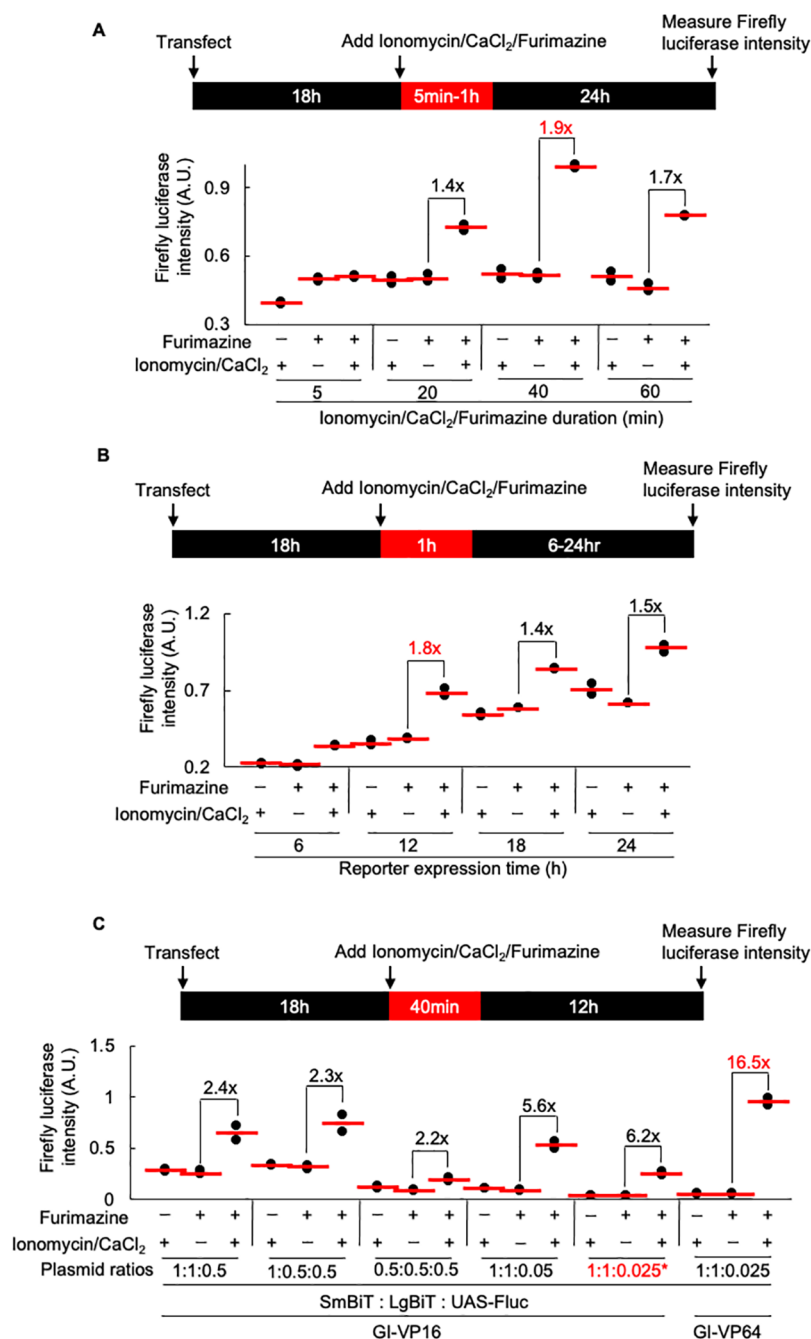 A
Transfect
Add Ionomycin/CaCl₂/Furimazine
Measure Firefly
luciferase intensity
18h
5min-1h
24h
Firefly luciferase
intensity (A.U.)
0.9
0.6
0.3
1.4x
1.9x
1.7x
Furimazine – + + – + + – + + – + +
Ionomycin/CaCl₂ + – + + – + + – + + – +
5 20 40 60
Ionomycin/CaCl₂/Furimazine duration (min)
B
Transfect
Add Ionomycin/CaCl₂/Furimazine
Measure Firefly
luciferase intensity
18h
1h
6-24hr
Firefly luciferase
intensity (A.U.)
1.2
0.7
0.2
1.8x
1.4x
1.5x
Furimazine – + + – + + – + + – + +
Ionomycin/CaCl₂ + – + + – + + – + + – +
6 12 18 24
Reporter expression time (h)
C
Transfect
Add Ionomycin/CaCl₂/Furimazine
Measure Firefly
luciferase intensity
18h
40min
12h
Firefly luciferase
intensity (A.U.)
1.5
1
0.5
0
2.4x
2.3x
2.2x
5.6x
6.2x
16.5x
Furimazine – + + – + + – + + – + + – + + – + +
Ionomycin/CaCl₂ + – + + – + + – + + – + + – + + – +
Plasmid ratios 1:1:0.5 1:0.5:0.5 0.5:0.5:0.5 1:1:0.05 1:1:0.025* 1:1:0.025
SmBiT : LgBiT : UAS-Fluc
GI-VP16 GI-VP64